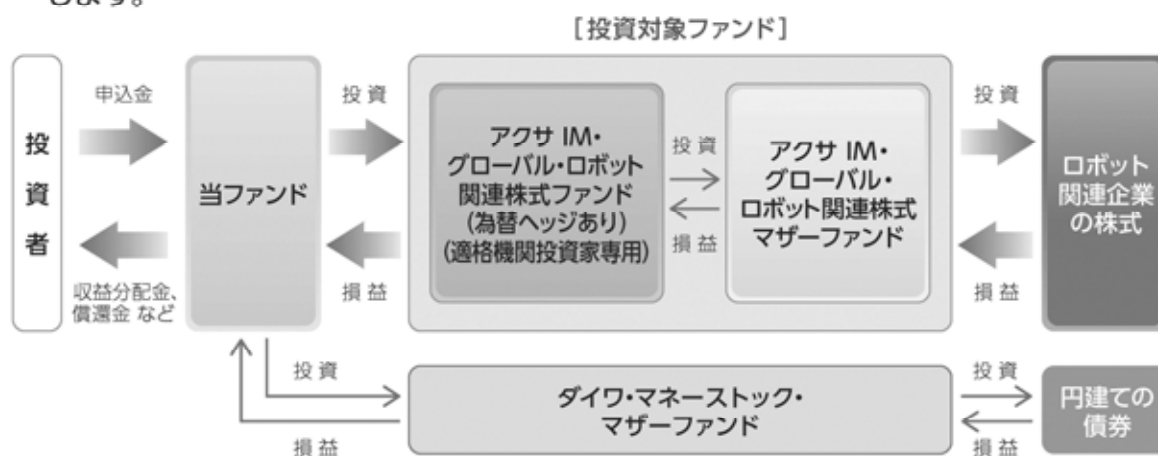 します。
[投資対象ファンド]
投資者
申込金
収益分配金、
償還金 など
当ファンド
投資
損益
アクサ IM・
グローバル・ロボット
関連株式ファンド
(為替ヘッジあり)
(適格機関投資家専用)
投資
損益
アクサ IM・
グローバル・
ロボット関連株式
マザーファンド
投資
損益
ロボット
関連企業
の株式
投資
損益
ダイワ・マネーストック・
マザーファンド
投資
損益
円建ての
債券